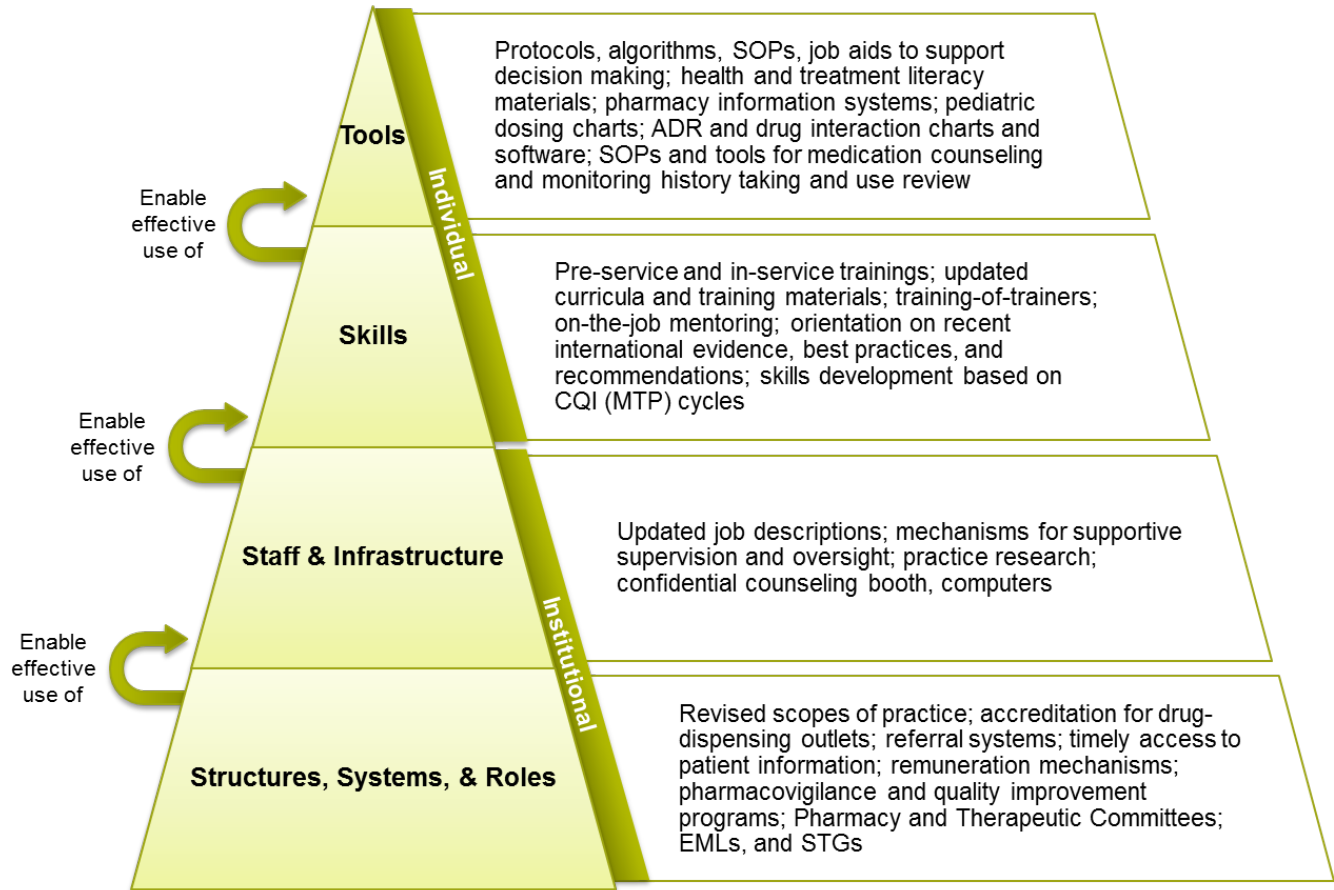 Tools
Protocols, algorithms, SOPs, job aids to support
decision making; health and treatment literacy
materials; pharmacy information systems; pediatric
dosing charts; ADR and drug interaction charts and
software; SOPs and tools for medication counseling
and monitoring history taking and use review
Individual
Enable
effective
use of
Skills
Pre-service and in-service trainings; updated
curricula and training materials; training-of-trainers;
on-the-job mentoring; orientation on recent
international evidence, best practices, and
recommendations; skills development based on
CQI (MTP) cycles
Enable
effective
use of
Staff & Infrastructure
Updated job descriptions; mechanisms for supportive
supervision and oversight; practice research;
confidential counseling booth, computers
Institutional
Enable
effective
use of
Structures, Systems, & Roles
Revised scopes of practice; accreditation for drug-
dispensing outlets; referral systems; timely access to
patient information; remuneration mechanisms;
pharmacovigilance and quality improvement
programs; Pharmacy and Therapeutic Committees;
EMLs, and STGs